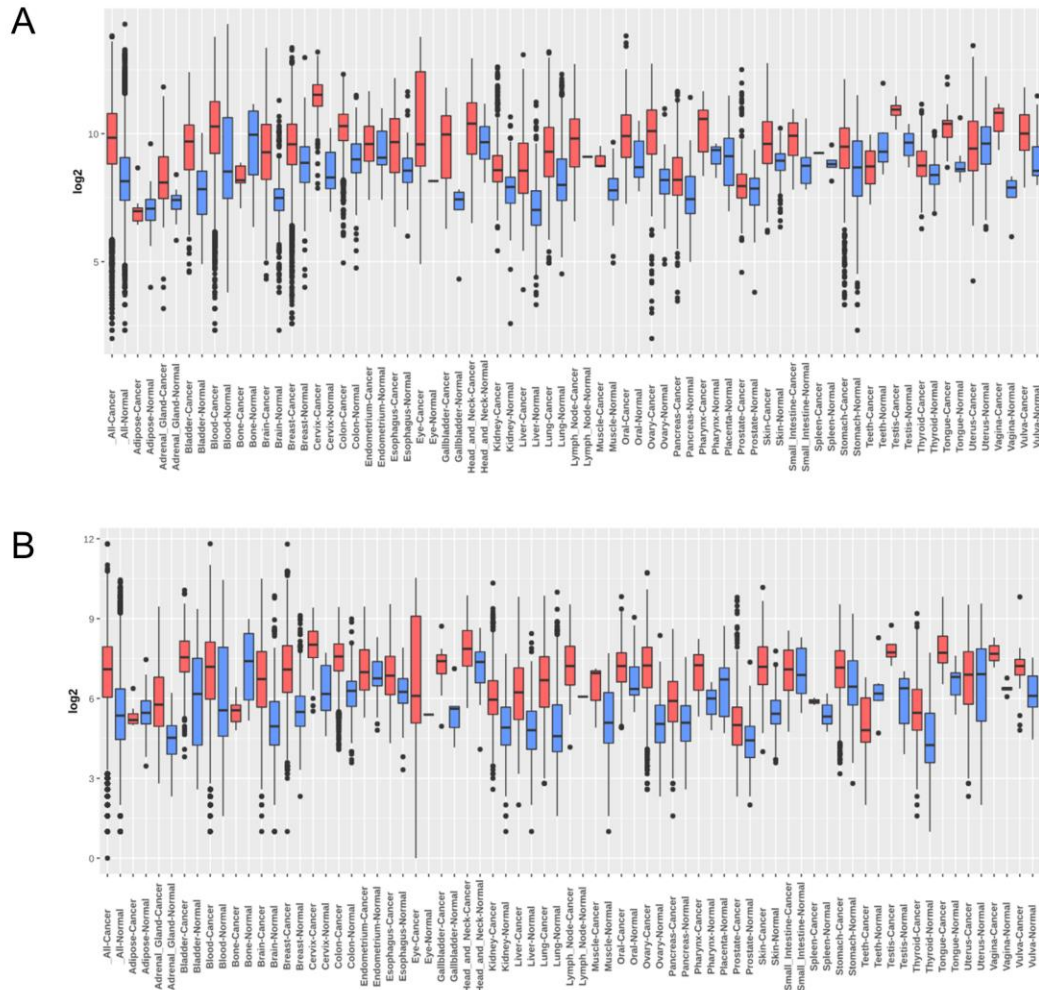 A
log2
10
5
_All-Cancer
_All-Normal
Adipose-Cancer
Adipose-Normal
Adrenal_Gland-Cancer
Adrenal_Gland-Normal
Bladder-Cancer
Bladder-Normal
Blood-Cancer
Blood-Normal
Bone-Cancer
Bone-Normal
Brain-Cancer
Brain-Normal
Breast-Cancer
Breast-Normal
Cervix-Cancer
Cervix-Normal
Colon-Cancer
Colon-Normal
Endometrium-Cancer
Endometrium-Normal
Esophagus-Cancer
Esophagus-Normal
Eye-Cancer
Eye-Normal
Gallbladder-Cancer
Gallbladder-Normal
Head_and_Neck-Cancer
Head_and_Neck-Normal
Kidney-Cancer
Kidney-Normal
Liver-Cancer
Liver-Normal
Lung-Cancer
Lung-Normal
Lymph_Node-Cancer
Lymph_Node-Normal
Muscle-Cancer
Muscle-Normal
Oral-Cancer
Oral-Normal
Ovary-Cancer
Ovary-Normal
Pancreas-Cancer
Pancreas-Normal
Pharynx-Cancer
Pharynx-Normal
Placenta-Normal
Prostate-Cancer
Prostate-Normal
Skin-Cancer
Skin-Normal
Small_Intestine-Cancer
Small_Intestine-Normal
Spleen-Cancer
Spleen-Normal
Stomach-Cancer
Stomach-Normal
Teeth-Cancer
Teeth-Normal
Testis-Cancer
Testis-Normal
Thyroid-Cancer
Thyroid-Normal
Tongue-Cancer
Tongue-Normal
Uterus-Cancer
Uterus-Normal
Vagina-Cancer
Vagina-Normal
Vulva-Cancer
Vulva-Normal
B
log2
12
9
6
3
0
_All-Cancer
_All-Normal
Adipose-Cancer
Adipose-Normal
Adrenal_Gland-Cancer
Adrenal_Gland-Normal
Bladder-Cancer
Bladder-Normal
Blood-Cancer
Blood-Normal
Bone-Cancer
Bone-Normal
Brain-Cancer
Brain-Normal
Breast-Cancer
Breast-Normal
Cervix-Cancer
Cervix-Normal
Colon-Cancer
Colon-Normal
Endometrium-Cancer
Endometrium-Normal
Esophagus-Cancer
Esophagus-Normal
Eye-Cancer
Eye-Normal
Gallbladder-Cancer
Gallbladder-Normal
Head_and_Neck-Cancer
Head_and_Neck-Normal
Kidney-Cancer
Kidney-Normal
Liver-Cancer
Liver-Normal
Lung-Cancer
Lung-Normal
Lymph_Node-Cancer
Lymph_Node-Normal
Muscle-Cancer
Muscle-Normal
Oral-Cancer
Oral-Normal
Ovary-Cancer
Ovary-Normal
Pancreas-Cancer
Pancreas-Normal
Pharynx-Cancer
Pharynx-Normal
Placenta-Normal
Prostate-Cancer
Prostate-Normal
Skin-Cancer
Skin-Normal
Small_Intestine-Cancer
Small_Intestine-Normal
Spleen-Cancer
Spleen-Normal
Stomach-Cancer
Stomach-Normal
Teeth-Cancer
Teeth-Normal
Testis-Cancer
Testis-Normal
Thyroid-Cancer
Thyroid-Normal
Tongue-Cancer
Tongue-Normal
Uterus-Cancer
Uterus-Normal
Vagina-Cancer
Vagina-Normal
Vulva-Cancer
Vulva-Normal